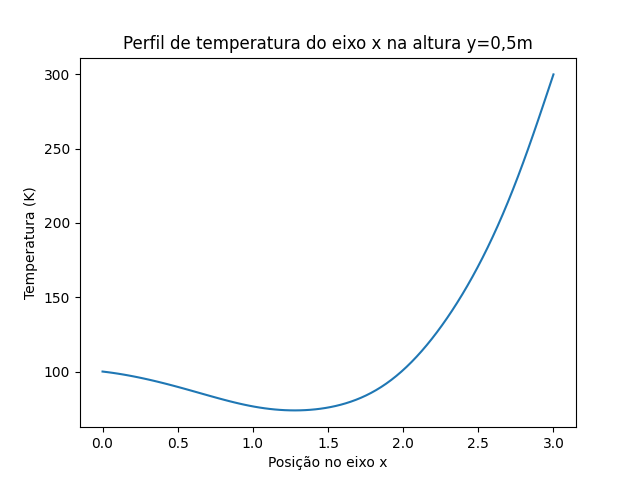 Perfil de temperatura do eixo x na altura y=0,5m
300
250
200
150
100
Temperatura (K)
0.0 0.5 1.0 1.5 2.0 2.5 3.0
Posição no eixo x